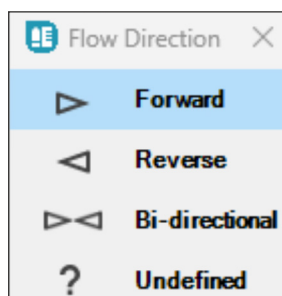 Flow Direction
Forward
Reverse
Bi-directional
? Undefined